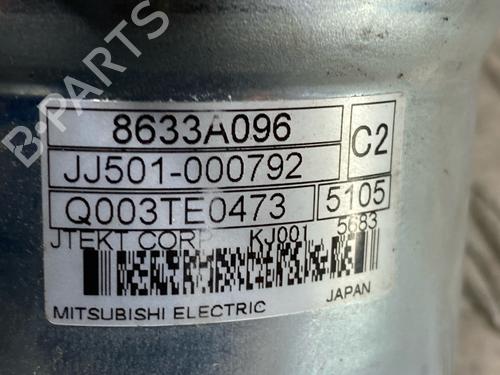 8633A096
C2
JJ501-000792
Q003TE0473 5105
JTEKT CORP KJ001 5683
MITSUBISHI ELECTRIC JAPAN
B-PARTS